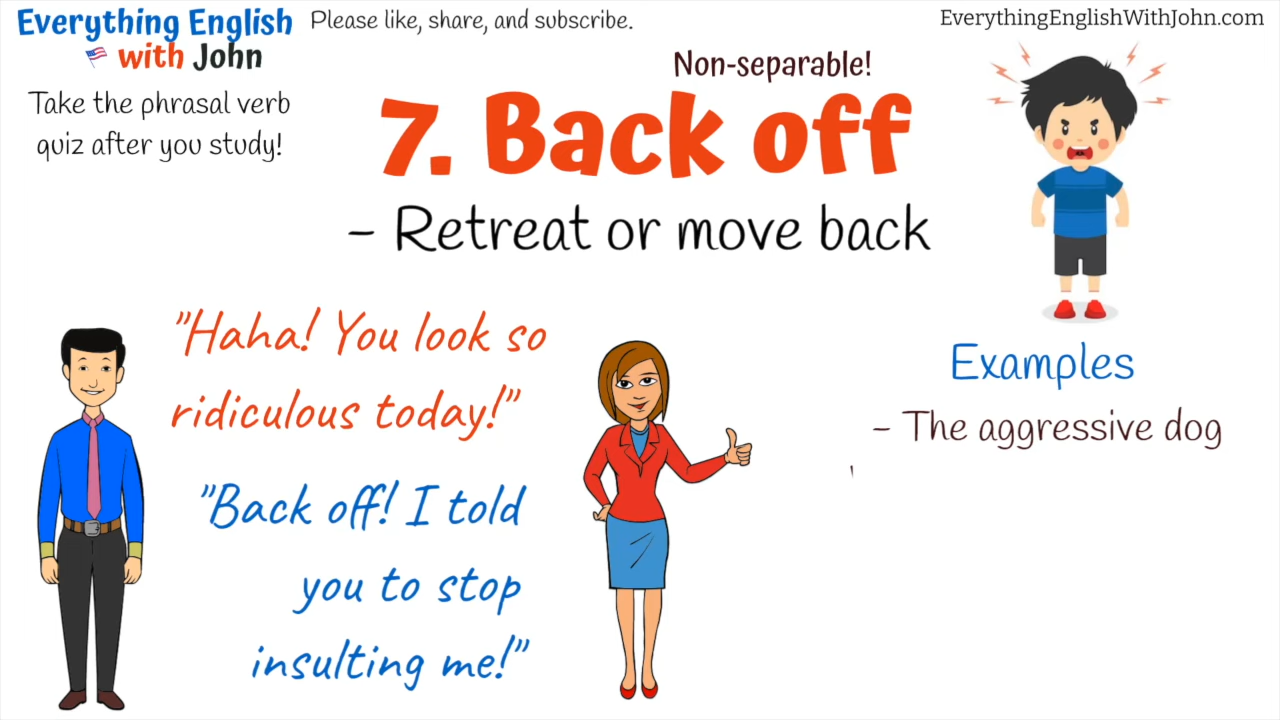 Everything English
with John
Please like, share, and subscribe.
EverythingEnglishWithJohn.com
Take the phrasal verb
quiz after you study!
Non-separable!
7. Back off
- Retreat or move back
"Haha! You look so
ridiculous today!"
"Back off! I told
you to stop
insulting me!"
Examples
- The aggressive dog